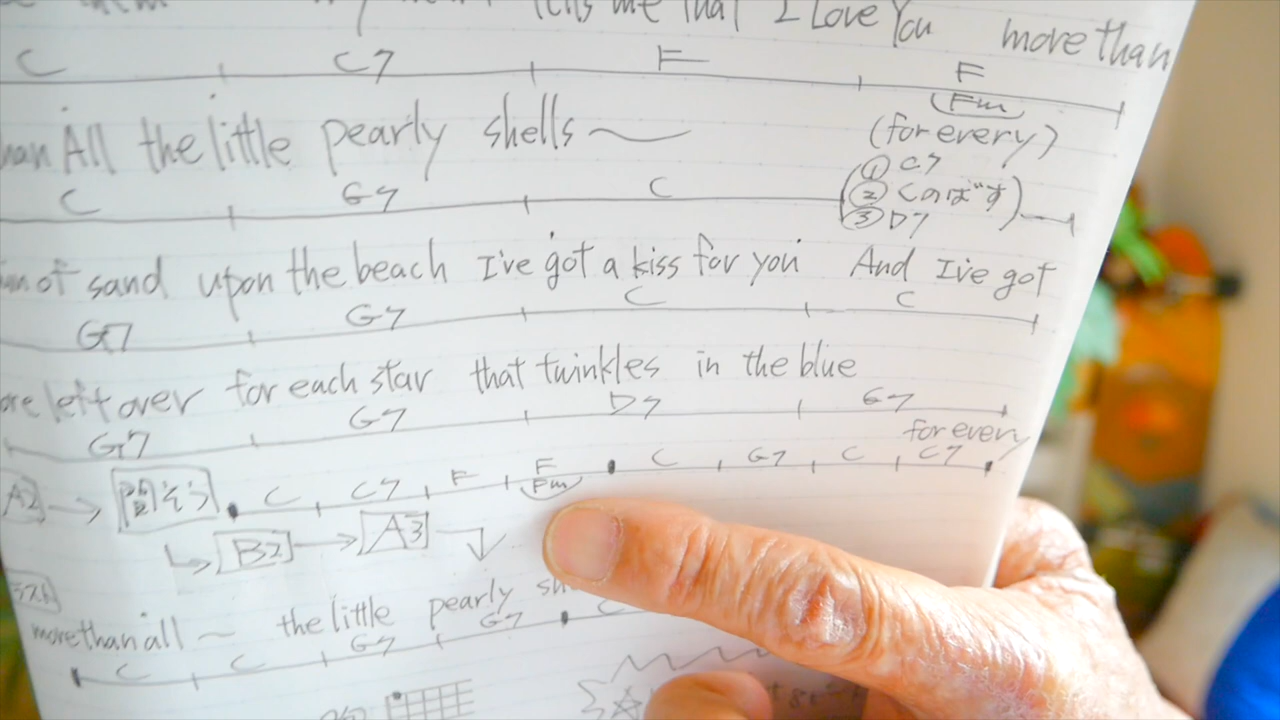 tells me that I Love You more than
C C7 F F
(Fm)
All the little pearly shells (for every)
C G7 C
① C7
② くのばす
③ D7
of sand upon the beach I've got a kiss for you And I've got
G7 G7 C C
left over for each star that twinkles in the blue
G7 G7 D7 G7
for every
A2 → 間そう C C7 F F C G7 C C7
(Fm)
B2 → A3
more than all ~ the little pearly
C C G7 G7 C